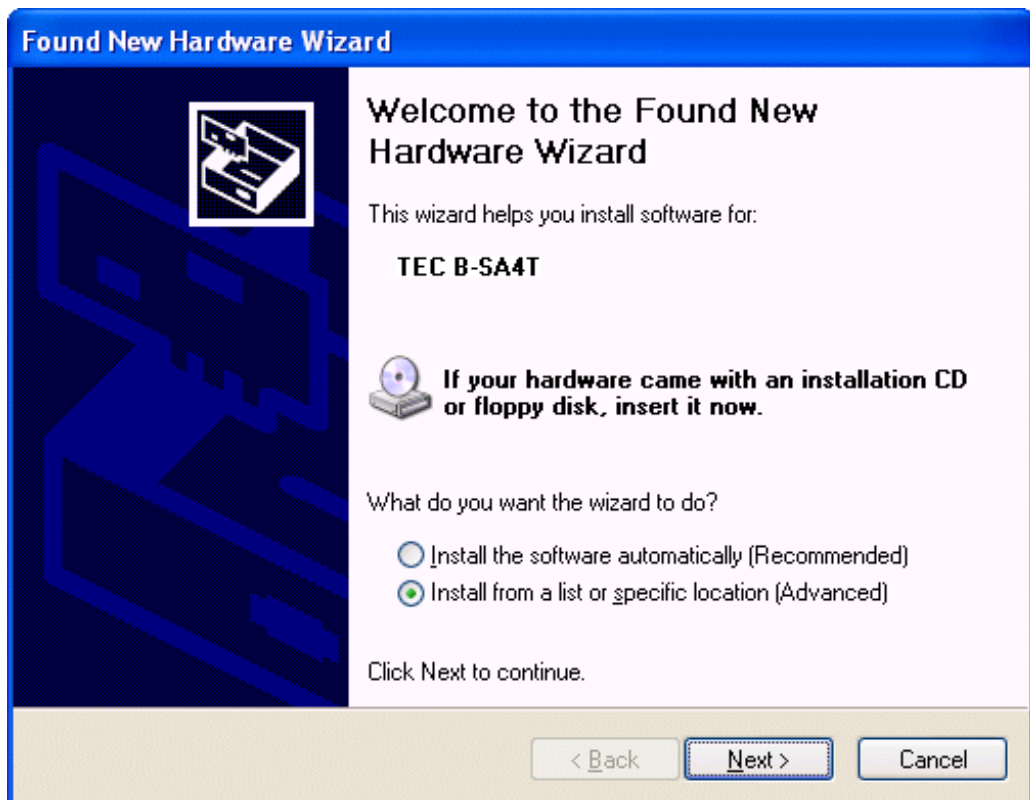 Found New Hardware Wizard
Welcome to the Found New
Hardware Wizard
This wizard helps you install software for:
TEC B-SA4T
If your hardware came with an installation CD
or floppy disk, insert it now.
What do you want the wizard to do?
Install the software automatically (Recommended)
Install from a list or specific location (Advanced)
Click Next to continue.
< Back
Next >
Cancel